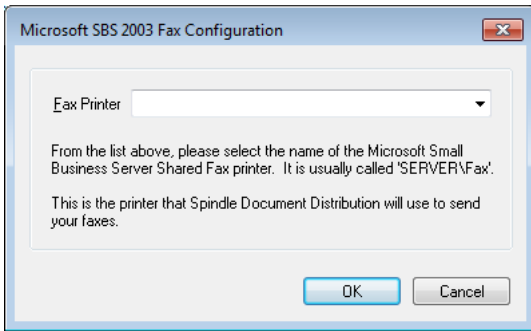 Microsoft SBS 2003 Fax Configuration
Fax Printer
From the list above, please select the name of the Microsoft Small
Business Server Shared Fax printer. It is usually called 'SERVER\Fax'.
This is the printer that Spindle Document Distribution will use to send
your faxes.
OK
Cancel